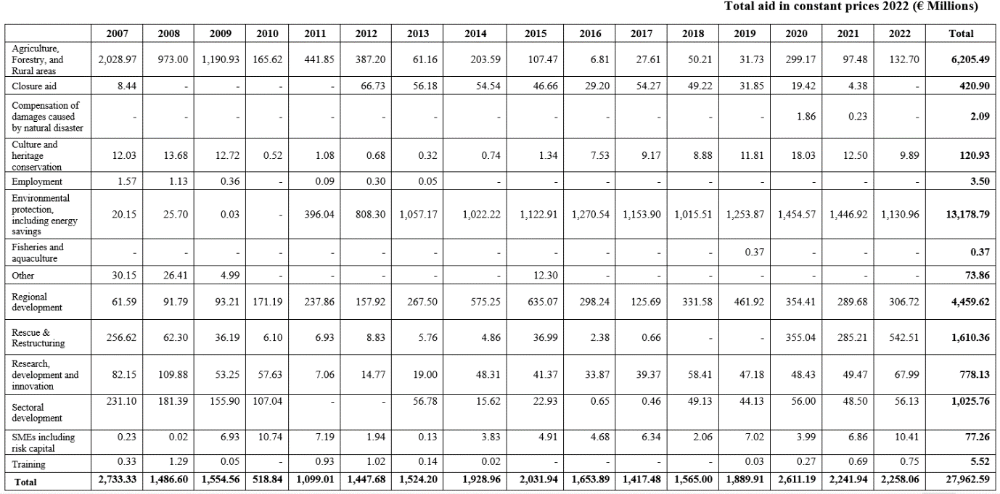 Total aid in constant prices 2022 (€ Millions)
2007 2008 2009 2010 2011 2012 2013 2014 2015 2016 2017 2018 2019 2020 2021 2022 Total
Agriculture,
Forestry, and
Rural areas 2,028.97 973.00 1,190.93 165.62 441.85 387.20 61.16 203.59 107.47 6.81 27.61 50.21 31.73 299.17 97.48 132.70 6,205.49
Closure aid 8.44 - - - - 66.73 56.18 54.54 46.66 29.20 54.27 49.22 31.85 19.42 4.38 - 420.90
Compensation of
damages caused
by natural disaster - - - - - - - - - - - - - 1.86 0.23 - 2.09
Culture and
heritage
conservation 12.03 13.68 12.72 0.52 1.08 0.68 0.32 0.74 1.34 7.53 9.17 8.88 11.81 18.03 12.50 9.89 120.93
Employment 1.57 1.13 0.36 - 0.09 0.30 0.05 - - - - - - - - - 3.50
Environmental
protection,
including energy
savings 20.15 25.70 0.03 - 396.04 808.30 1,057.17 1,022.22 1,122.91 1,270.54 1,153.90 1,015.51 1,253.87 1,454.57 1,446.92 1,130.96 13,178.79
Fisheries and
aquaculture - - - - - - - - - - - - 0.37 - - - 0.37
Other 30.15 26.41 4.99 - - - - - 12.30 - - - - - - - 73.86
Regional
development 61.59 91.79 93.21 171.19 237.86 157.92 267.50 575.25 635.07 298.24 125.69 331.58 461.92 354.41 289.68 306.72 4,459.62
Rescue &
Restructuring 256.62 62.30 36.19 6.10 6.93 8.83 5.76 4.86 36.99 2.38 0.66 - - 355.04 285.21 542.51 1,610.36
Research,
development and
innovation 82.15 109.88 53.25 57.63 7.06 14.77 19.00 48.31 41.37 33.87 39.37 58.41 47.18 48.43 49.47 67.99 778.13
Sectoral
development 231.10 181.39 155.90 107.04 - - 56.78 15.62 22.93 0.65 0.46 49.13 44.13 56.00 48.50 56.13 1,025.76
SMEs including
risk capital 0.23 0.02 6.93 10.74 7.19 1.94 0.13 3.83 4.91 4.68 6.34 2.06 7.02 3.99 6.86 10.41 77.26
Training 0.33 1.29 0.05 - 0.93 1.02 0.14 0.02 - - - - 0.03 0.27 0.69 0.75 5.52
Total 2,733.33 1,486.60 1,554.56 518.84 1,099.01 1,447.68 1,524.20 1,928.96 2,031.94 1,653.89 1,417.48 1,565.00 1,889.91 2,611.19 2,241.94 2,258.06 27,962.59